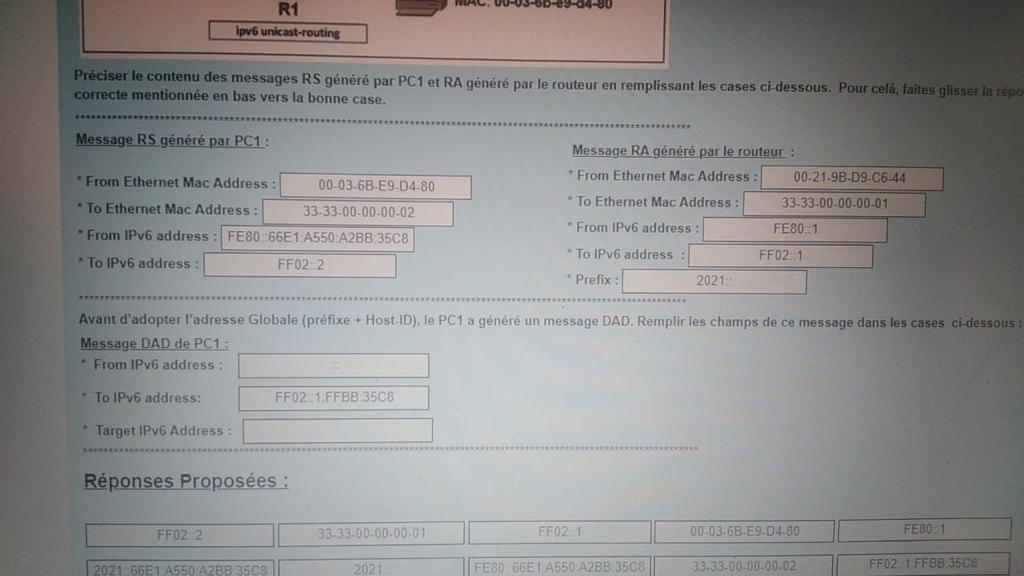 R1
MAC: 00-03-6B-e9-d4-80
ipv6 unicast-routing
Préciser le contenu des messages RS généré par PC1 et RA généré par le routeur en remplissant les cases ci-dessous. Pour celà, faites glisser la répo
correcte mentionnée en bas vers la bonne case.
Message RS généré par PC1 :
* From Ethernet Mac Address : 00-03-6B-E9-D4-80
* To Ethernet Mac Address : 33-33-00-00-00-02
* From IPv6 address : FE80::66E1:A550:A2BB:35C8
* To IPv6 address : FF02::2
Message RA généré par le routeur :
* From Ethernet Mac Address : 00-21-9B-D9-C6-44
* To Ethernet Mac Address : 33-33-00-00-00-01
* From IPv6 address : FE80::1
* To IPv6 address : FF02::1
* Prefix : 2021::
Avant d'adopter l'adresse Globale (préfixe + Host-ID), le PC1 a généré un message DAD. Remplir les champs de ce message dans les cases ci-dessous :
Message DAD de PC1 :
* From IPv6 address : ::
* To IPv6 address: FF02::1:FFBB:35C8
* Target IPv6 Address :
Réponses Proposées :
FF02::2 33-33-00-00-00-01 FF02::1 00-03-6B-E9-D4-80 FE80::1
2021::66E1:A550:A2BB:35C8 2021:: FE80::66E1:A550:A2BB:35C8 33-33-00-00-00-02 FF02::1:FFBB:35C8